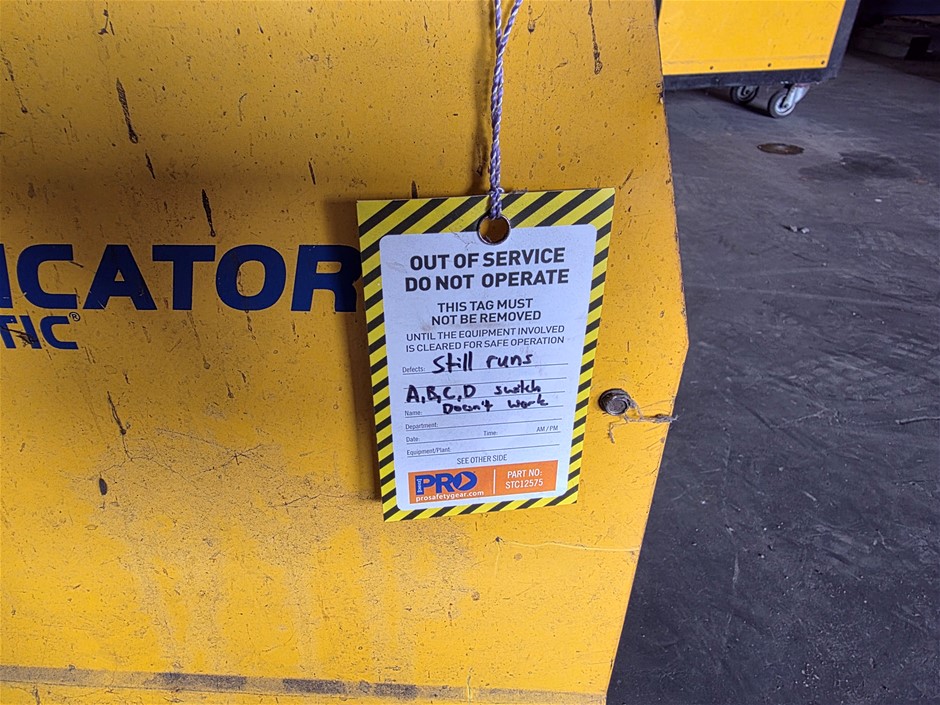 ICATOR
TIC®
OUT OF SERVICE
DO NOT OPERATE
THIS TAG MUST
NOT BE REMOVED
UNTIL THE EQUIPMENT INVOLVED
IS CLEARED FOR SAFE OPERATION
Defects: Still runs
A,B,C,D switch
Name: Doesn't work
Department:
Date: Time: AM / PM
Equipment/Plant:
SEE OTHER SIDE
PRO
prosafetygear.com
PART NO:
STC12575